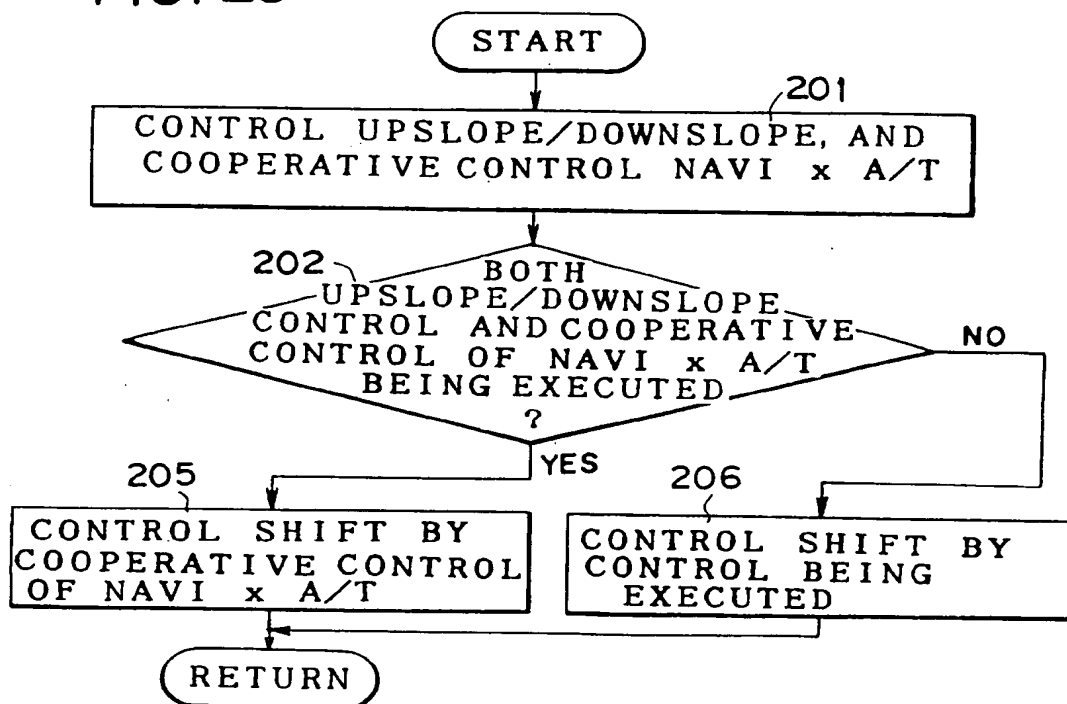 START
201
CONTROL UPSLOPE/DOWNSLOPE, AND
COOPERATIVE CONTROL NAVI x A/T
202
BOTH
UPSLOPE/DOWNSLOPE
CONTROL AND COOPERATIVE
CONTROL OF NAVI x A/T
BEING EXECUTED
?
NO
YES
205
CONTROL SHIFT BY
COOPERATIVE CONTROL
OF NAVI x A/T
206
CONTROL SHIFT BY
CONTROL BEING
EXECUTED
RETURN